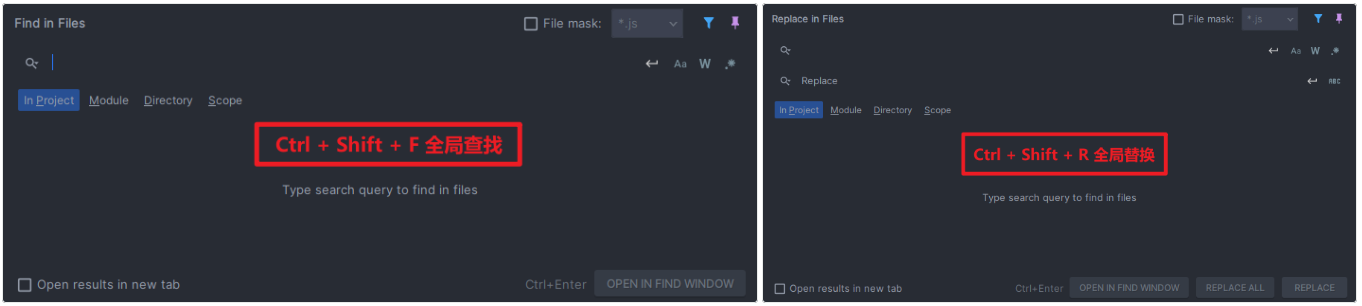 Find in Files
File mask:
*.js
Aa W .*
In Project Module Directory Scope
Ctrl + Shift + F 全局查找
Type search query to find in files
Open results in new tab
Ctrl+Enter
OPEN IN FIND WINDOW
Replace in Files
File mask:
*.js
Aa W .*
Replace
ABC
In Project Module Directory Scope
Ctrl + Shift + R 全局替换
Type search query to find in files
Open results in new tab
Ctrl+Enter
OPEN IN FIND WINDOW
REPLACE ALL
REPLACE